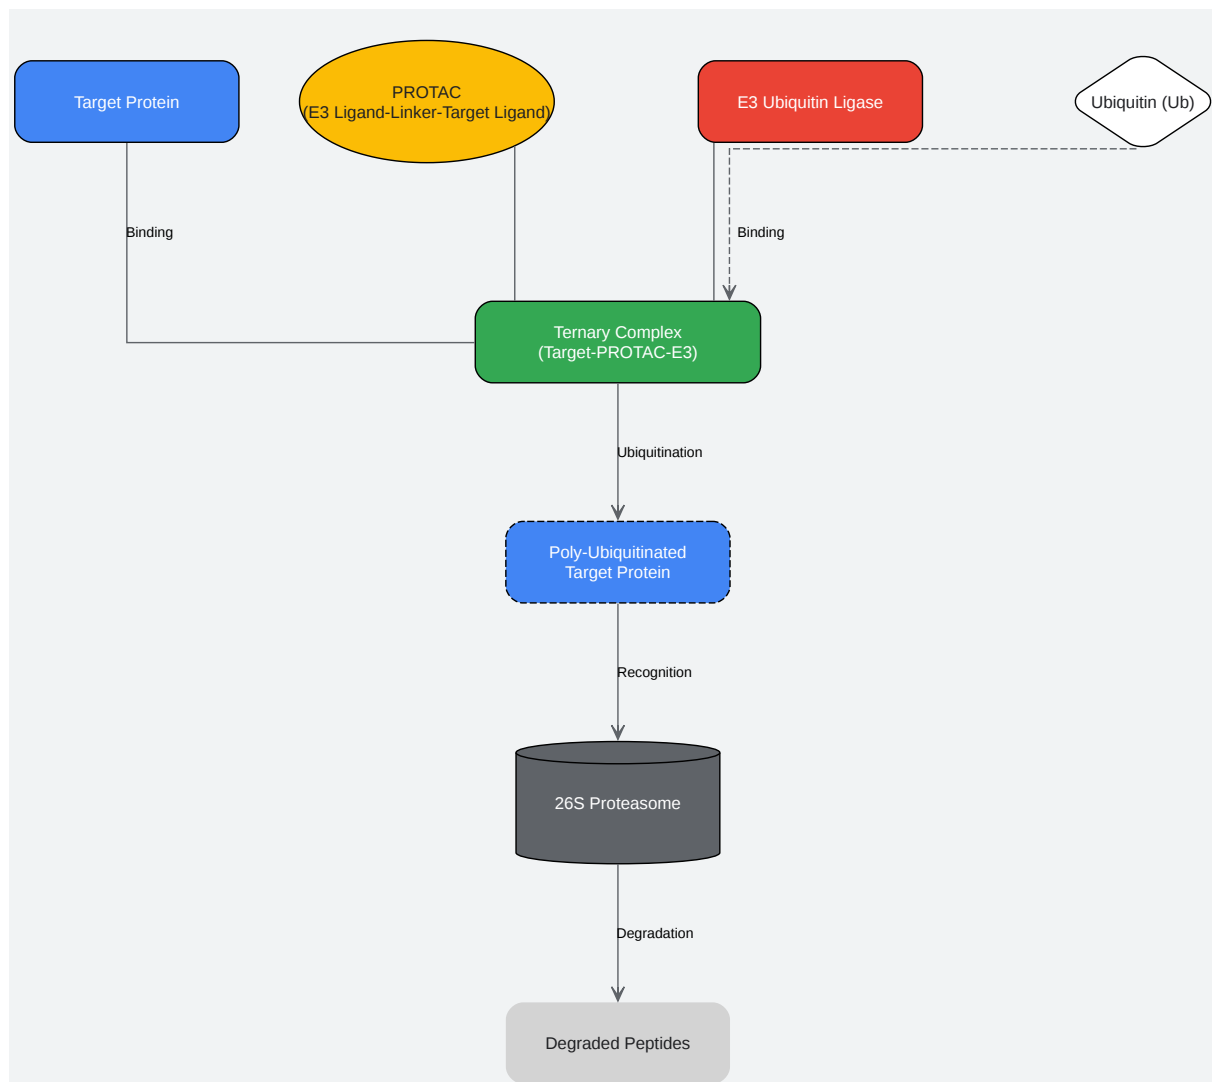 Target Protein
PROTAC
(E3 Ligand-Linker-Target Ligand)
E3 Ubiquitin Ligase
Ubiquitin (Ub)
Binding
Binding
Ternary Complex
(Target-PROTAC-E3)
Ubiquitination
Poly-Ubiquitinated
Target Protein
Recognition
26S Proteasome
Degradation
Degraded Peptides